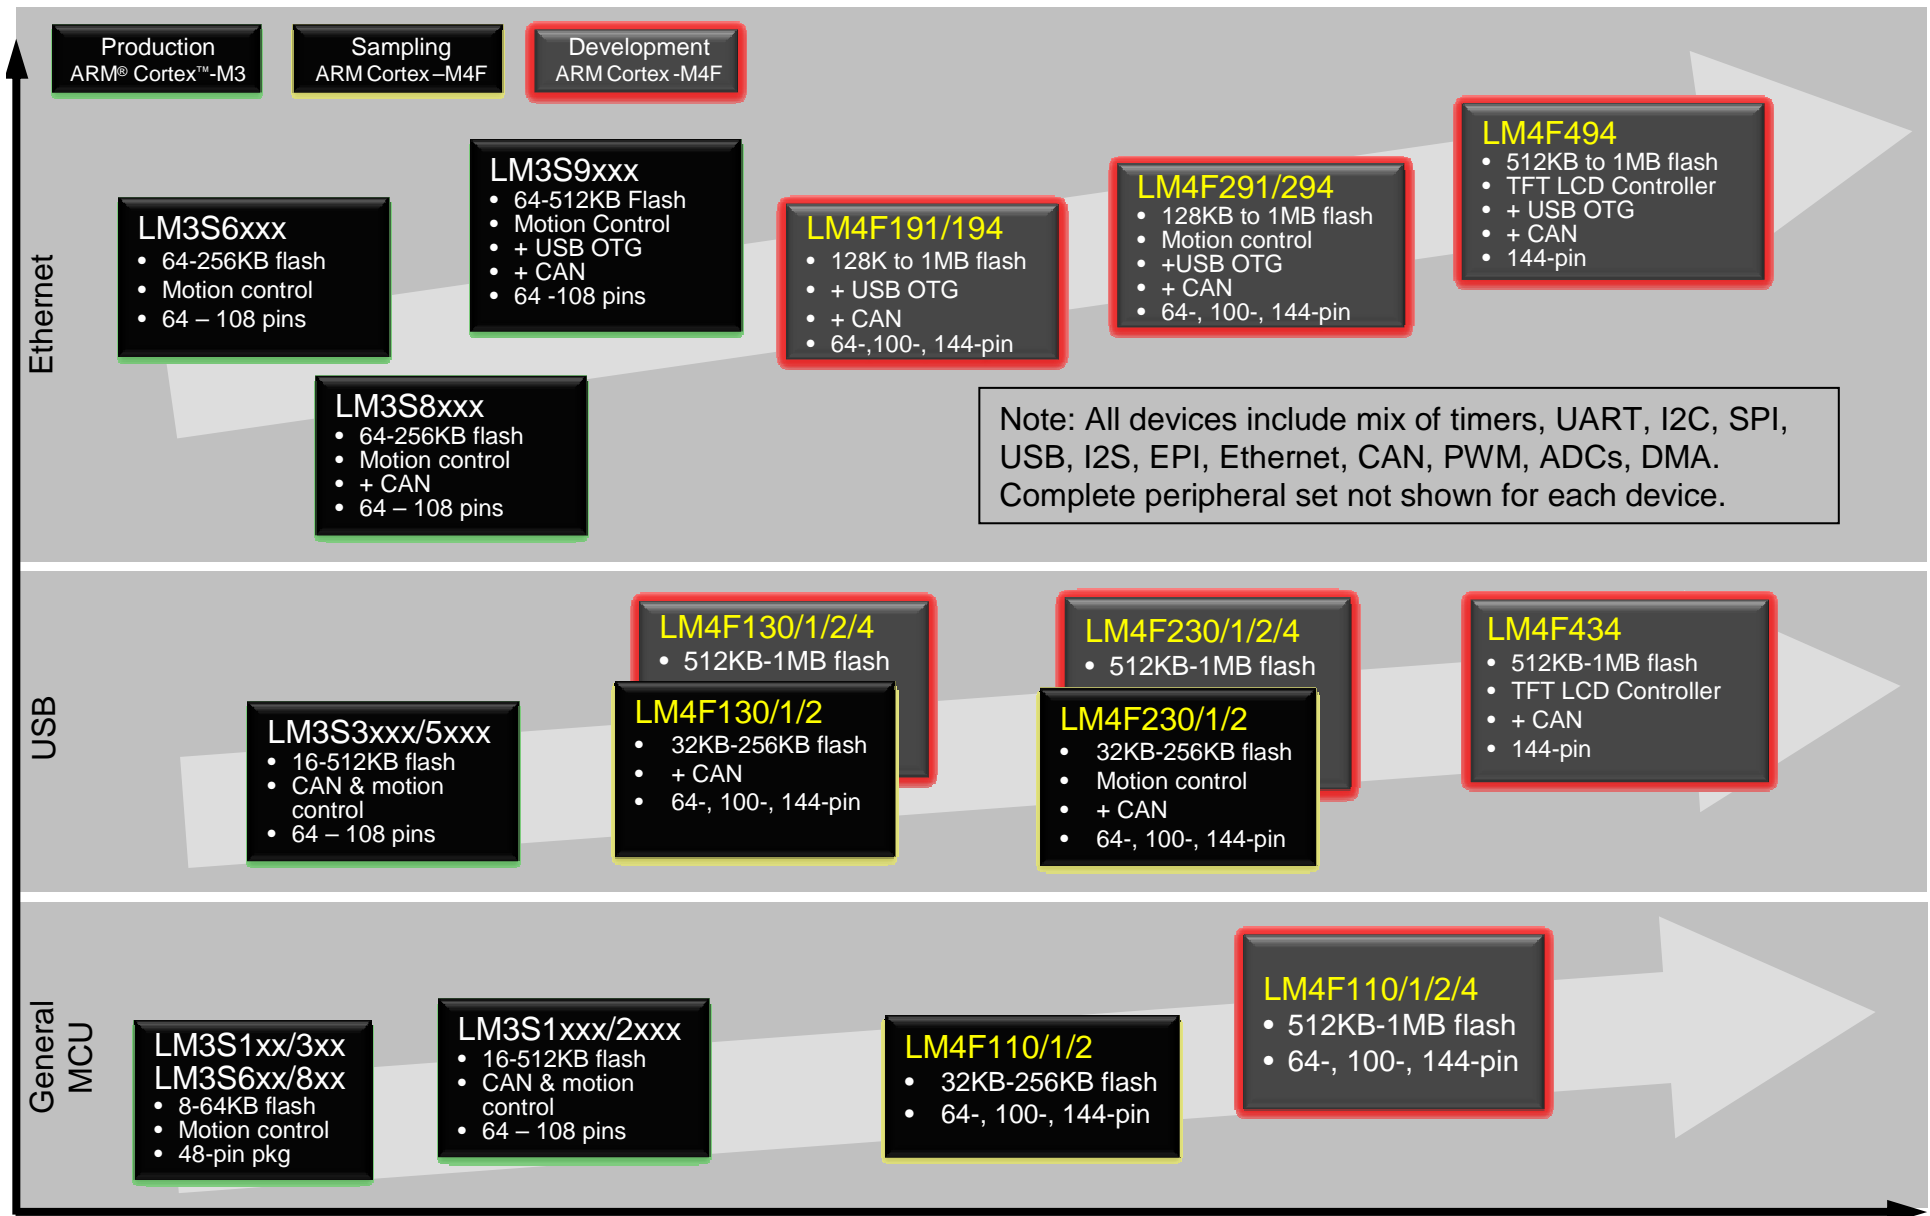 Production
ARM® Cortex™-M3
Sampling
ARM Cortex –M4F
Development
ARM Cortex -M4F
Ethernet
LM3S6xxx
• 64-256KB flash
• Motion control
• 64 – 108 pins
LM3S9xxx
• 64-512KB Flash
• Motion Control
• + USB OTG
• + CAN
• 64 -108 pins
LM3S8xxx
• 64-256KB flash
• Motion control
• + CAN
• 64 – 108 pins
LM4F191/194
• 128K to 1MB flash
• + USB OTG
• + CAN
• 64-,100-, 144-pin
LM4F291/294
• 128KB to 1MB flash
• Motion control
• +USB OTG
• + CAN
• 64-, 100-, 144-pin
LM4F494
• 512KB to 1MB flash
• TFT LCD Controller
• + USB OTG
• + CAN
• 144-pin
Note: All devices include mix of timers, UART, I2C, SPI,
USB, I2S, EPI, Ethernet, CAN, PWM, ADCs, DMA.
Complete peripheral set not shown for each device.
USB
LM3S3xxx/5xxx
• 16-512KB flash
• CAN & motion
control
• 64 – 108 pins
LM4F130/1/2/4
• 512KB-1MB flash
LM4F130/1/2
• 32KB-256KB flash
• + CAN
• 64-, 100-, 144-pin
LM4F230/1/2/4
• 512KB-1MB flash
LM4F230/1/2
• 32KB-256KB flash
• Motion control
• + CAN
• 64-, 100-, 144-pin
LM4F434
• 512KB-1MB flash
• TFT LCD Controller
• + CAN
• 144-pin
General
MCU
LM3S1xx/3xx
LM3S6xx/8xx
• 8-64KB flash
• Motion control
• 48-pin pkg
LM3S1xxx/2xxx
• 16-512KB flash
• CAN & motion
control
• 64 – 108 pins
LM4F110/1/2
• 32KB-256KB flash
• 64-, 100-, 144-pin
LM4F110/1/2/4
• 512KB-1MB flash
• 64-, 100-, 144-pin